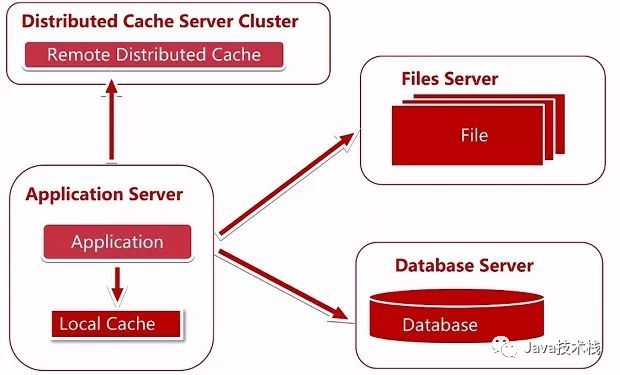 Distributed Cache Server Cluster
Remote Distributed Cache
Files Server
File
Application Server
Application
Local Cache
Database Server
Database
Java技术栈